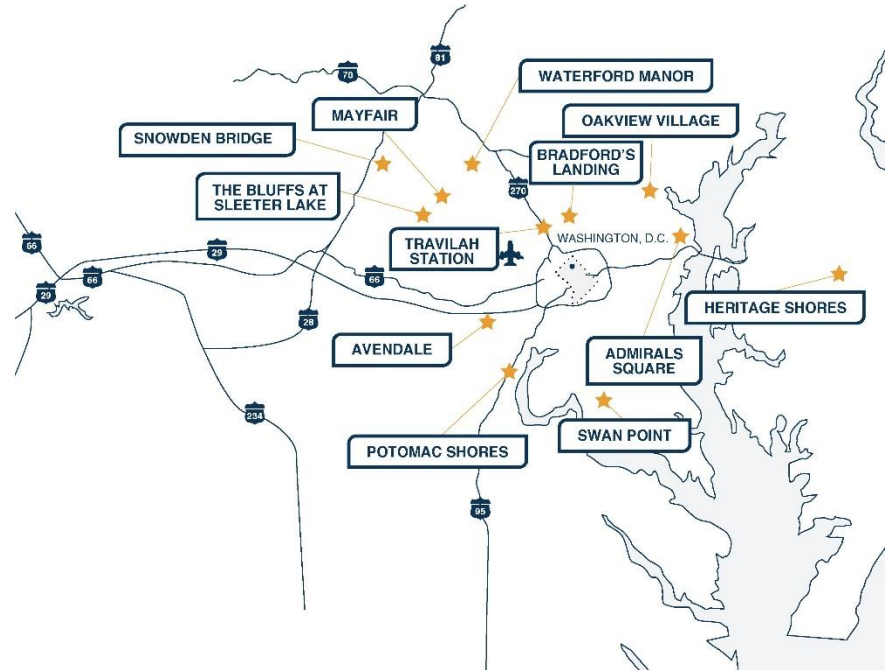 81
70
WATERFORD MANOR
MAYFAIR
OAKVIEW VILLAGE
SNOWDEN BRIDGE
BRADFORD'S
LANDING
THE BLUFFS AT
SLEETER LAKE
270
TRAVILAH
STATION
WASHINGTON, D.C.
66
29
66
66
29
HERITAGE SHORES
28
AVENDALE
ADMIRALS
SQUARE
234
POTOMAC SHORES
SWAN POINT
95